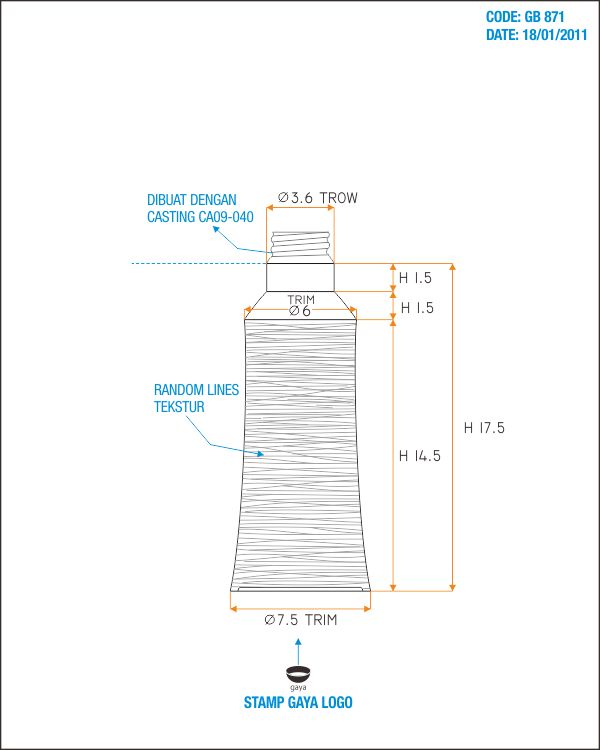 CODE: GB 871
DATE: 18/01/2011
DIBUAT DENGAN
CASTING CA09-040
Ø3.6 TROW
H 1.5
TRIM
Ø6
H 1.5
RANDOM LINES
TEKSTUR
H 17.5
H 14.5
Ø7.5 TRIM
gaya
STAMP GAYA LOGO